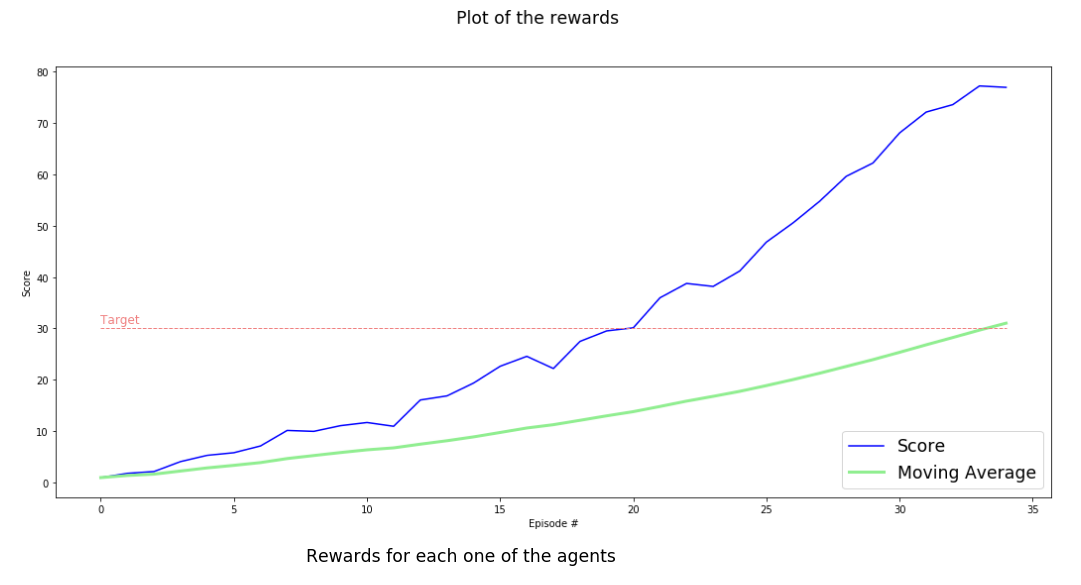 Plot of the rewards
80
70
60
50
40
30
20
10
0
Score
Target
Score
Moving Average
0 5 10 15 20 25 30 35
Episode #
Rewards for each one of the agents